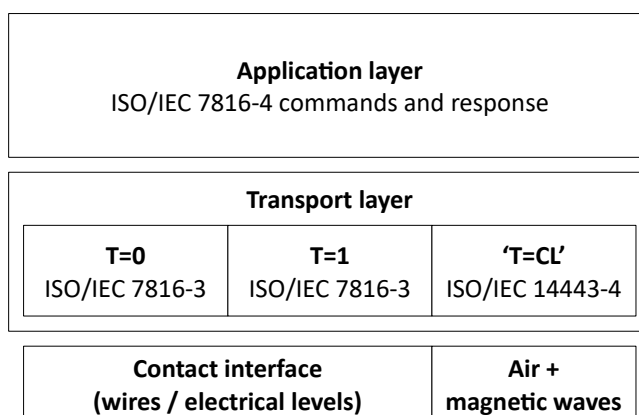 Application layer
ISO/IEC 7816-4 commands and response
Transport layer
T=0 T=1 ‘T=CL’
ISO/IEC 7816-3 ISO/IEC 7816-3 ISO/IEC 14443-4
Contact interface Air +
(wires / electrical levels) magnetic waves